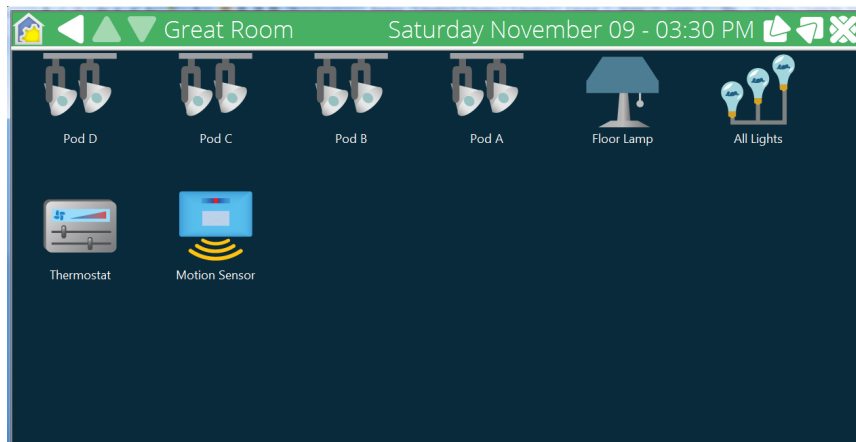 Great Room Saturday November 09 - 03:30 PM
Pod D Pod C Pod B Pod A Floor Lamp All Lights
Thermostat Motion Sensor